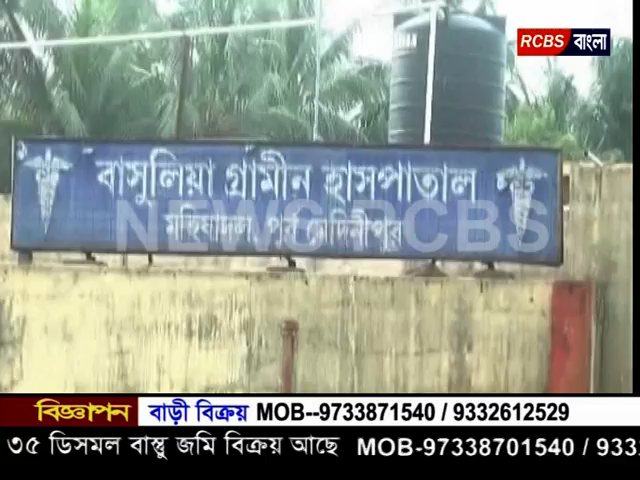 RCBS বাংলা
বাসুলিয়া গ্রামীন হাসপাতাল
মহিষাদল পূর্ব মেদিনীপুর
NEWS RCBS
বিজ্ঞাপন বাড়ী বিক্রয় MOB--9733871540 / 9332612529
৩৫ ডিসমল বাস্তু জমি বিক্রয় আছে MOB-97338701540 / 933